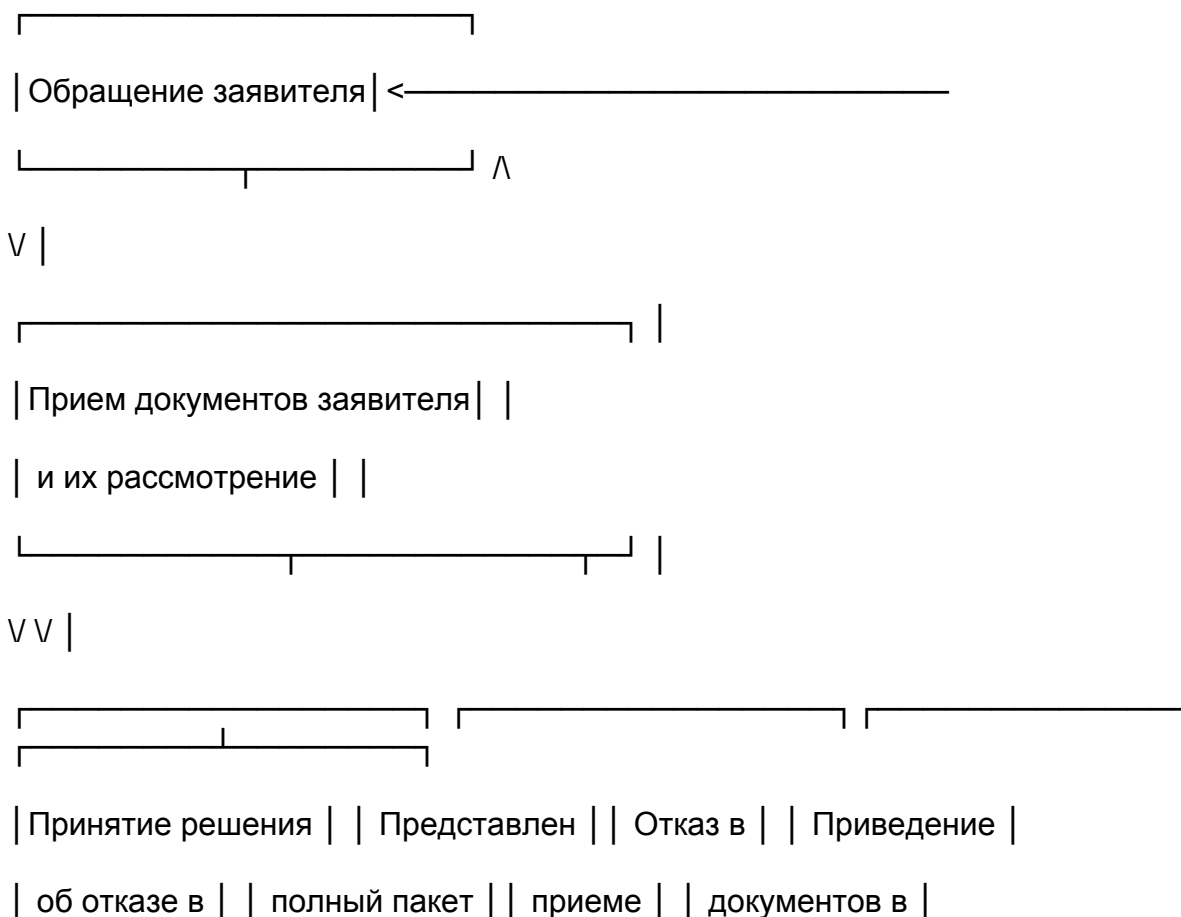 ┌────────────────────┐
│Обращение заявителя│<────────────────────────
└──────────┬─────────┘ /\
\/ │
┌───────────────────────────┐ │
│Прием документов заявителя│ │
│ и их рассмотрение │ │
└────────────┬────────────┬─┘ │
\/ \/ │
┌──────────────────┐ ┌─────────────────┐┌──────────────
┌─────────┴─────────┐
│Принятие решения │ │ Представлен ││ Отказ в │ │ Приведение │
│ об отказе в │ │ полный пакет ││ приеме │ │ документов в │